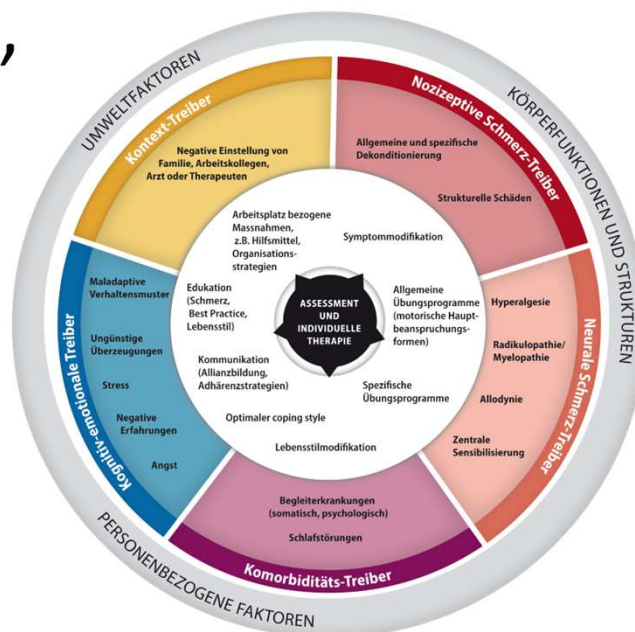 ,
UMWELTFAKTOREN
KÖRPERFUNKTIONEN UND STRUKTUREN
PERSONENBEZOGENE FAKTOREN
Kontext-Treiber
Negative Einstellung von
Familie, Arbeitskollegen,
Arzt oder Therapeuten
Nozizeptive Schmerz-Treiber
Allgemeine und spezifische
Dekonditionierung
Strukturelle Schäden
Neurale Schmerz-Treiber
Hyperalgesie
Radikulopathie/
Myelopathie
Allodynie
Zentrale
Sensibilisierung
Komorbiditäts-Treiber
Begleiterkrankungen
(somatisch, psychologisch)
Schlafstörungen
Kognitiv-emotionale Treiber
Maladaptive
Verhaltensmuster
Ungünstige
Überzeugungen
Stress
Negative
Erfahrungen
Angst
Arbeitsplatz bezogene
Massnahmen,
z.B. Hilfsmittel,
Organisations-
strategien
Symptommodifikation
Edukation
(Schmerz,
Best Practice,
Lebensstil)
Allgemeine
Übungsprogramme
(motorische Haupt-
beanspruchungs-
formen)
Kommunikation
(Allianzbildung,
Adhärenzstrategien)
Spezifische
Übungsprogramme
Optimaler coping style
Lebensstilmodifikation
ASSESSMENT
UND
INDIVIDUELLE
THERAPIE